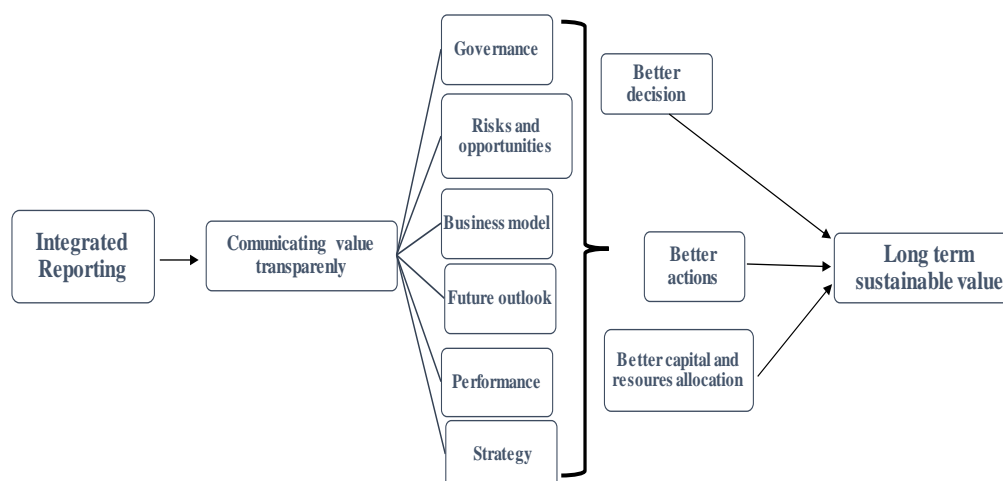 Integrated
Reporting
Comunicating value
transparenly
Governance
Risks and
opportunities
Business model
Future outlook
Performance
Strategy
Better
decision
Better
actions
Better capital and
resoures allocation
Long term
sustainable value